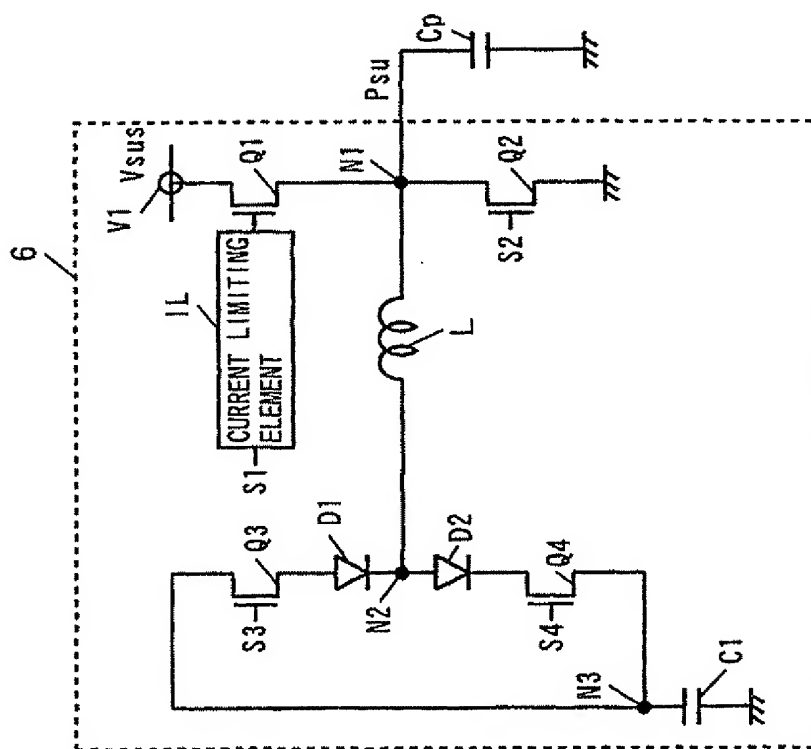 6
V1
Vsus
IL
CURRENT LIMITING
ELEMENT
S1
Q1
N1
Psu
Cp
S2
Q2
L
S3
Q3
D1
N2
D2
S4
Q4
N3
C1